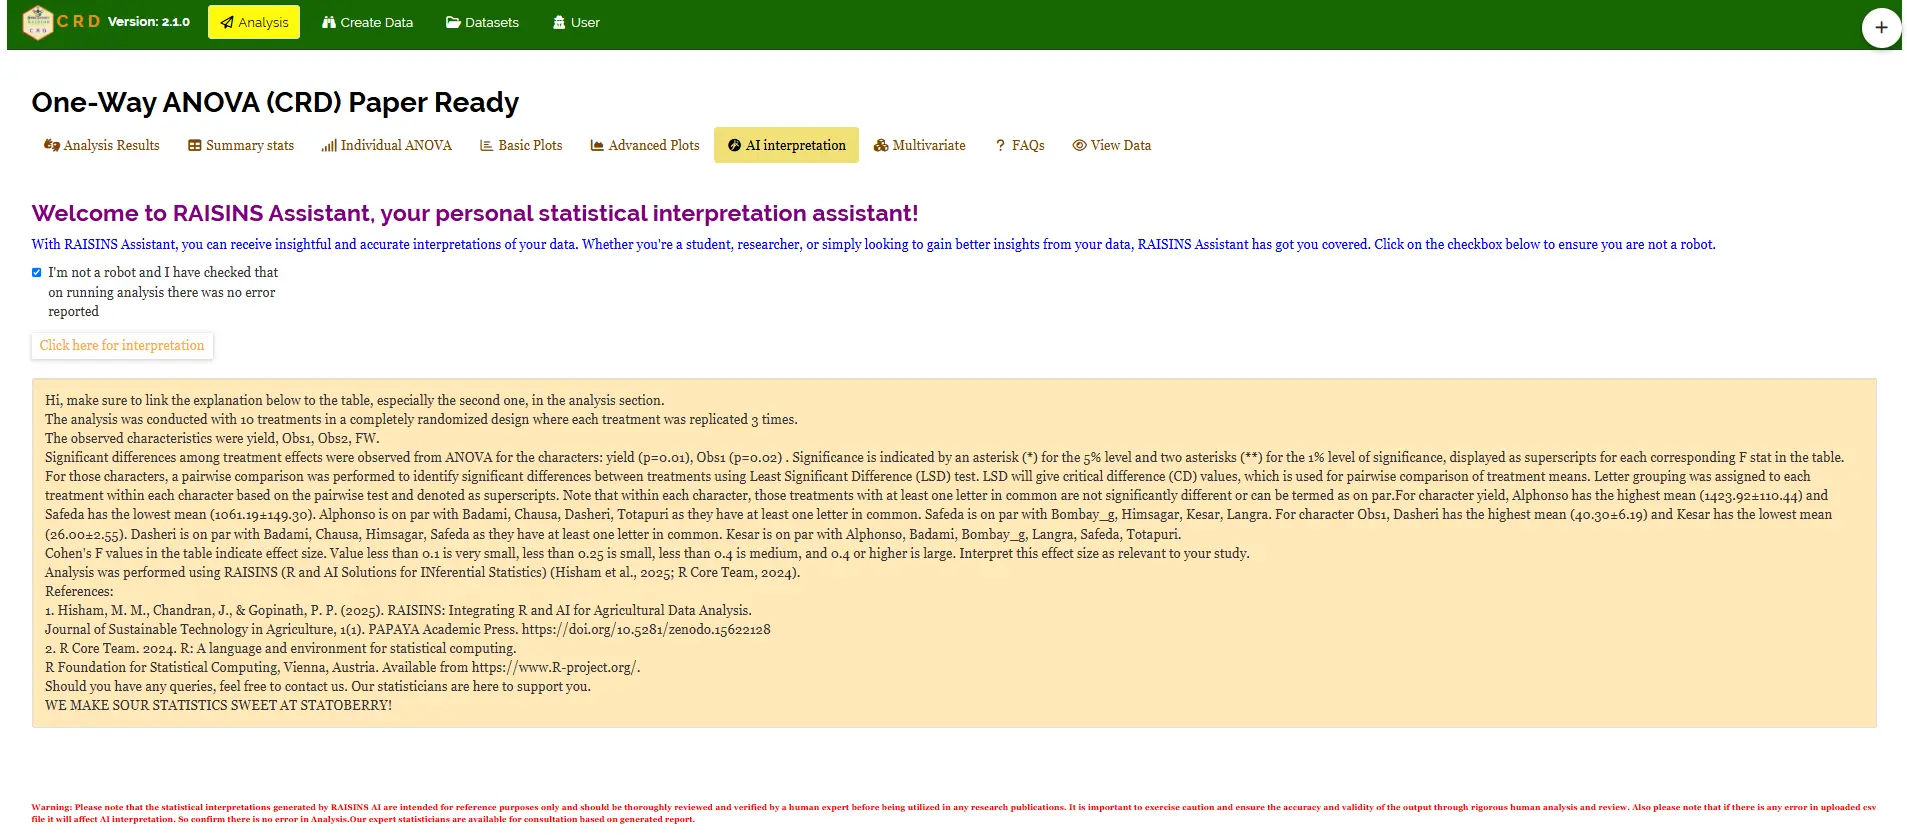 CRD Version: 2.1.0 Analysis Create Data Datasets User
One-Way ANOVA (CRD) Paper Ready
Analysis Results Summary stats Individual ANOVA Basic Plots Advanced Plots AI interpretation Multivariate ? FAQs View Data
Welcome to RAISINS Assistant, your personal statistical interpretation assistant!
With RAISINS Assistant, you can receive insightful and accurate interpretations of your data. Whether you're a student, researcher, or simply looking to gain better insights from your data, RAISINS Assistant has got you covered. Click on the checkbox below to ensure you are not a robot.
I'm not a robot and I have checked that
on running analysis there was no error
reported
Click here for interpretation
Hi, make sure to link the explanation below to the table, especially the second one, in the analysis section.
The analysis was conducted with 10 treatments in a completely randomized design where each treatment was replicated 3 times.
The observed characteristics were yield, Obs1, Obs2, FW.
Significant differences among treatment effects were observed from ANOVA for the characters: yield (p=0.01), Obs1 (p=0.02) . Significance is indicated by an asterisk (*) for the 5% level and two asterisks (**) for the 1% level of significance, displayed as superscripts for each corresponding F stat in the table.
For those characters, a pairwise comparison was performed to identify significant differences between treatments using Least Significant Difference (LSD) test. LSD will give critical difference (CD) values, which is used for pairwise comparison of treatment means. Letter grouping was assigned to each
treatment within each character based on the pairwise test and denoted as superscripts. Note that within each character, those treatments with at least one letter in common are not significantly different or can be termed as on par.For character yield, Alphonso has the highest mean (1423.92±110.44) and
Safeda has the lowest mean (1061.19±149.30). Alphonso is on par with Badami, Chausa, Dasheri, Totapuri as they have at least one letter in common. Safeda is on par with Bombay_g, Himsagar, Kesar, Langra. For character Obs1, Dasheri has the highest mean (40.30±6.19) and Kesar has the lowest mean
(26.00±2.55). Dasheri is on par with Badami, Chausa, Himsagar, Safeda as they have at least one letter in common. Kesar is on par with Alphonso, Badami, Bombay_g, Langra, Safeda, Totapuri.
Cohen's F values in the table indicate effect size. Value less than 0.1 is very small, less than 0.25 is small, less than 0.4 is medium, and 0.4 or higher is large. Interpret this effect size as relevant to your study.
Analysis was performed using RAISINS (R and AI Solutions for INferential Statistics) (Hisham et al., 2025; R Core Team, 2024).
References:
1. Hisham, M. M., Chandran, J., & Gopinath, P. P. (2025). RAISINS: Integrating R and AI for Agricultural Data Analysis.
Journal of Sustainable Technology in Agriculture, 1(1). PAPAYA Academic Press. https://doi.org/10.5281/zenodo.15622128
2. R Core Team. 2024. R: A language and environment for statistical computing.
R Foundation for Statistical Computing, Vienna, Austria. Available from https://www.R-project.org/.
Should you have any queries, feel free to contact us. Our statisticians are here to support you.
WE MAKE SOUR STATISTICS SWEET AT STATOBERRY!
Warning: Please note that the statistical interpretations generated by RAISINS AI are intended for reference purposes only and should be thoroughly reviewed and verified by a human expert before being utilized in any research publications. It is important to exercise caution and ensure the accuracy and validity of the output through rigorous human analysis and review. Also please note that if there is any error in uploaded csv
file it will affect AI interpretation. So confirm there is no error in Analysis.Our expert statisticians are available for consultation based on generated report.